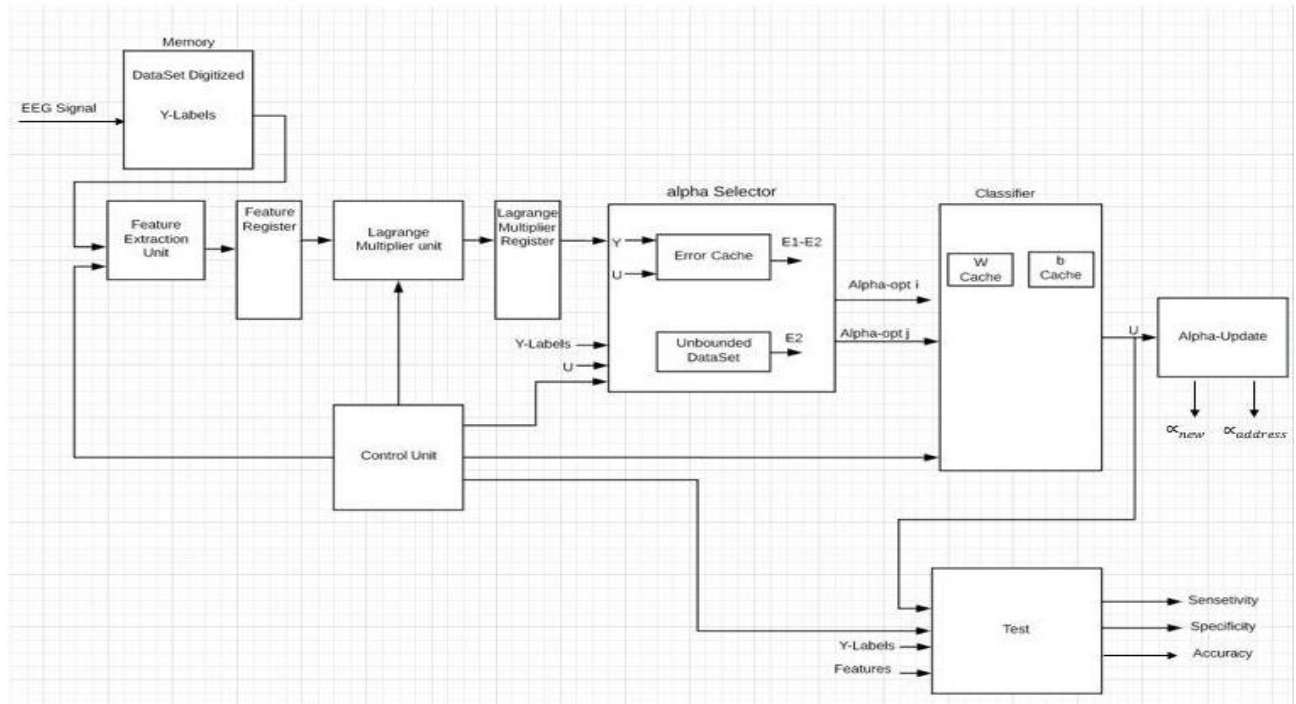 Memory
DataSet Digitized
Y-Labels
EEG Signal
Feature
Extraction
Unit
Feature
Register
Lagrange
Multiplier unit
Lagrange
Multiplier
Register
alpha Selector
Y
U
Error Cache
E1-E2
Unbounded
DataSet
E2
Y-Labels
U
Alpha-opt i
Alpha-opt j
Classifier
W
Cache
b
Cache
U
Alpha-Update
∝new
∝address
Control Unit
Test
Y-Labels
Features
Sensetivity
Specificity
Accuracy